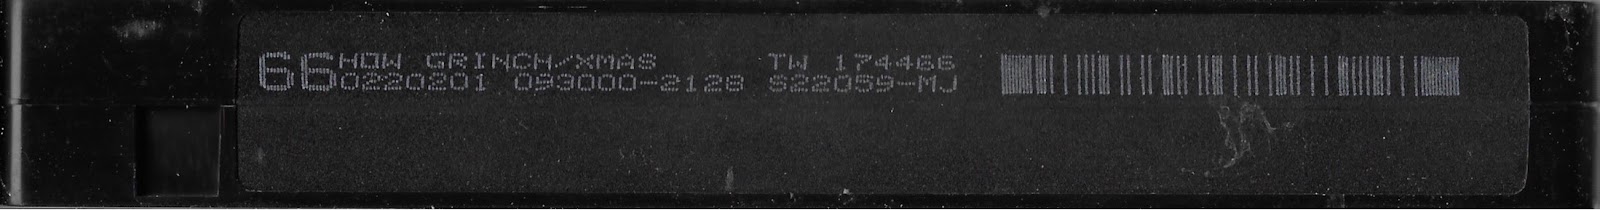 66 HOW GRINCH/XMAS TW 174466
0220201 093000-2128 S22059-MJ